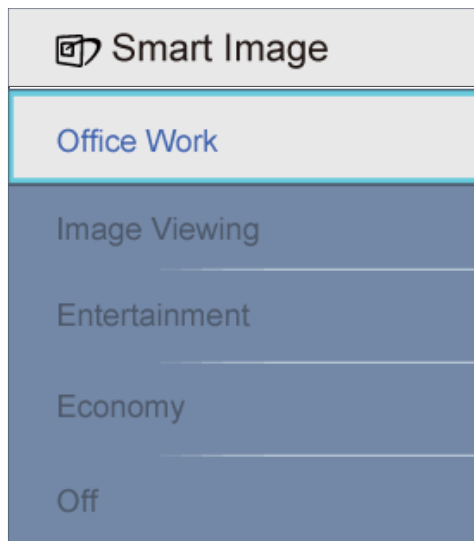 Smart Image
Office Work
Image Viewing
Entertainment
Economy
Off